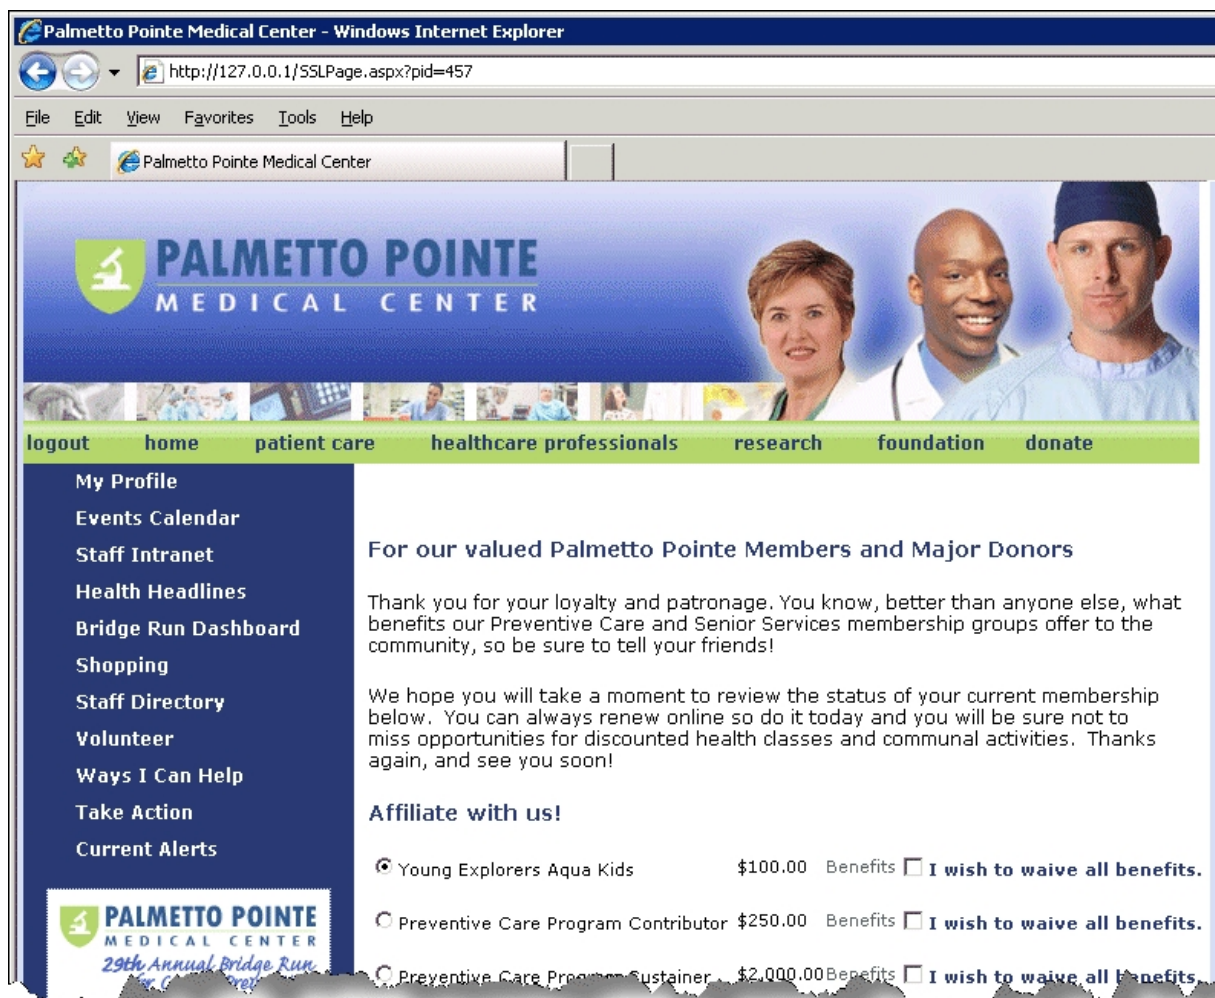 Palmetto Pointe Medical Center - Windows Internet Explorer
http://127.0.0.1/SSLPage.aspx?pid=457
File Edit View Favorites Tools Help
Palmetto Pointe Medical Center
PALMETTO POINTE
MEDICAL CENTER
logout home patient care healthcare professionals research foundation donate
My Profile
Events Calendar
Staff Intranet
Health Headlines
Bridge Run Dashboard
Shopping
Staff Directory
Volunteer
Ways I Can Help
Take Action
Current Alerts
PALMETTO POINTE
MEDICAL CENTER
29th Annual Bridge Run
For our valued Palmetto Pointe Members and Major Donors
Thank you for your loyalty and patronage. You know, better than anyone else, what
benefits our Preventive Care and Senior Services membership groups offer to the
community, so be sure to tell your friends!
We hope you will take a moment to review the status of your current membership
below. You can always renew online so do it today and you will be sure not to
miss opportunities for discounted health classes and communal activities. Thanks
again, and see you soon!
Affiliate with us!
Young Explorers Aqua Kids $100.00 Benefits I wish to waive all benefits.
Preventive Care Program Contributor $250.00 Benefits I wish to waive all benefits.
Preventive Care Program Sustainer $2,000.00 Benefits I wish to waive all benefits.